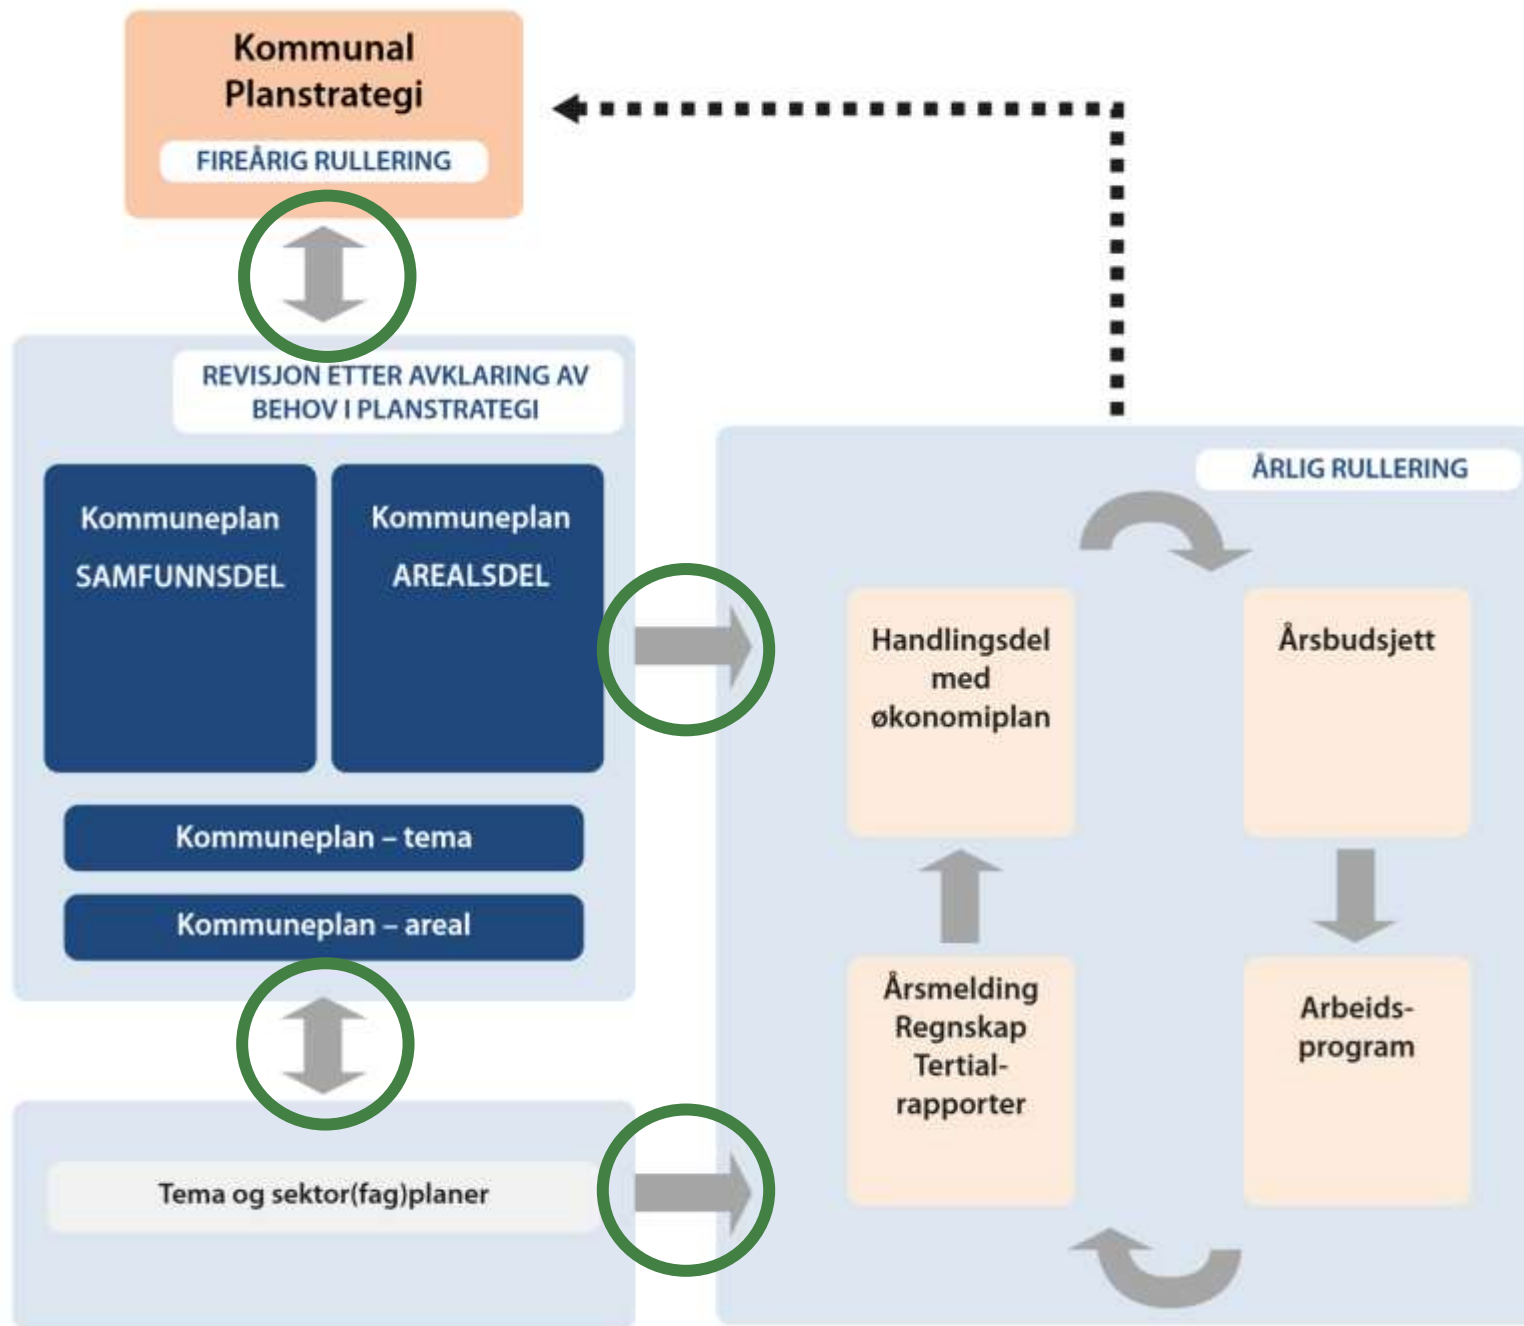 Kommunal
Planstrategi
FIREÅRIG RULLERING
REVISJON ETTER AVKLARING AV
BEHOV I PLANSTRATEGI
Kommuneplan
SAMFUNNSDEL
Kommuneplan
AREALSDEL
Kommuneplan – tema
Kommuneplan – areal
Tema og sektor(fag)planer
ÅRLIG RULLERING
Handlingsdel
med
økonomiplan
Årsbudsjett
Årsmelding
Regnskap
Tertial-
rapporter
Arbeids-
program